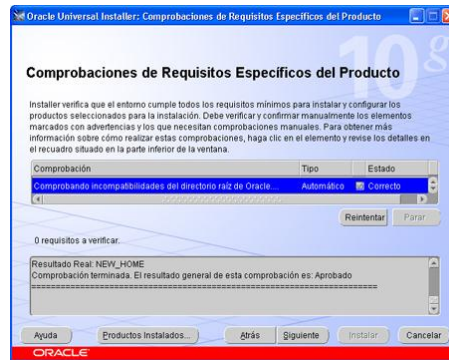 Oracle Universal Installer: Comprobaciones de Requisitos Específicos del Producto
10g
Comprobaciones de Requisitos Específicos del Producto
Installer verifica que el entorno cumple todos los requisitos mínimos para instalar y configurar los
productos seleccionados para la instalación. Debe verificar y confirmar manualmente los elementos
marcados con advertencias y los que necesitan comprobaciones manuales. Para obtener más
información sobre cómo realizar estas comprobaciones, haga clic en el elemento y revise los detalles en
el recuadro situado en la parte inferior de la ventana.
Comprobación Tipo Estado
Comprobando incompatibilidades del directorio raíz de Oracle... Automático Correcto
Reintentar Parar
0 requisitos a verificar.
Resultado Real: NEW_HOME
Comprobación terminada. El resultado general de esta comprobación es: Aprobado
========================================================
Ayuda Productos Instalados... Atrás Siguiente Instalar Cancelar
ORACLE